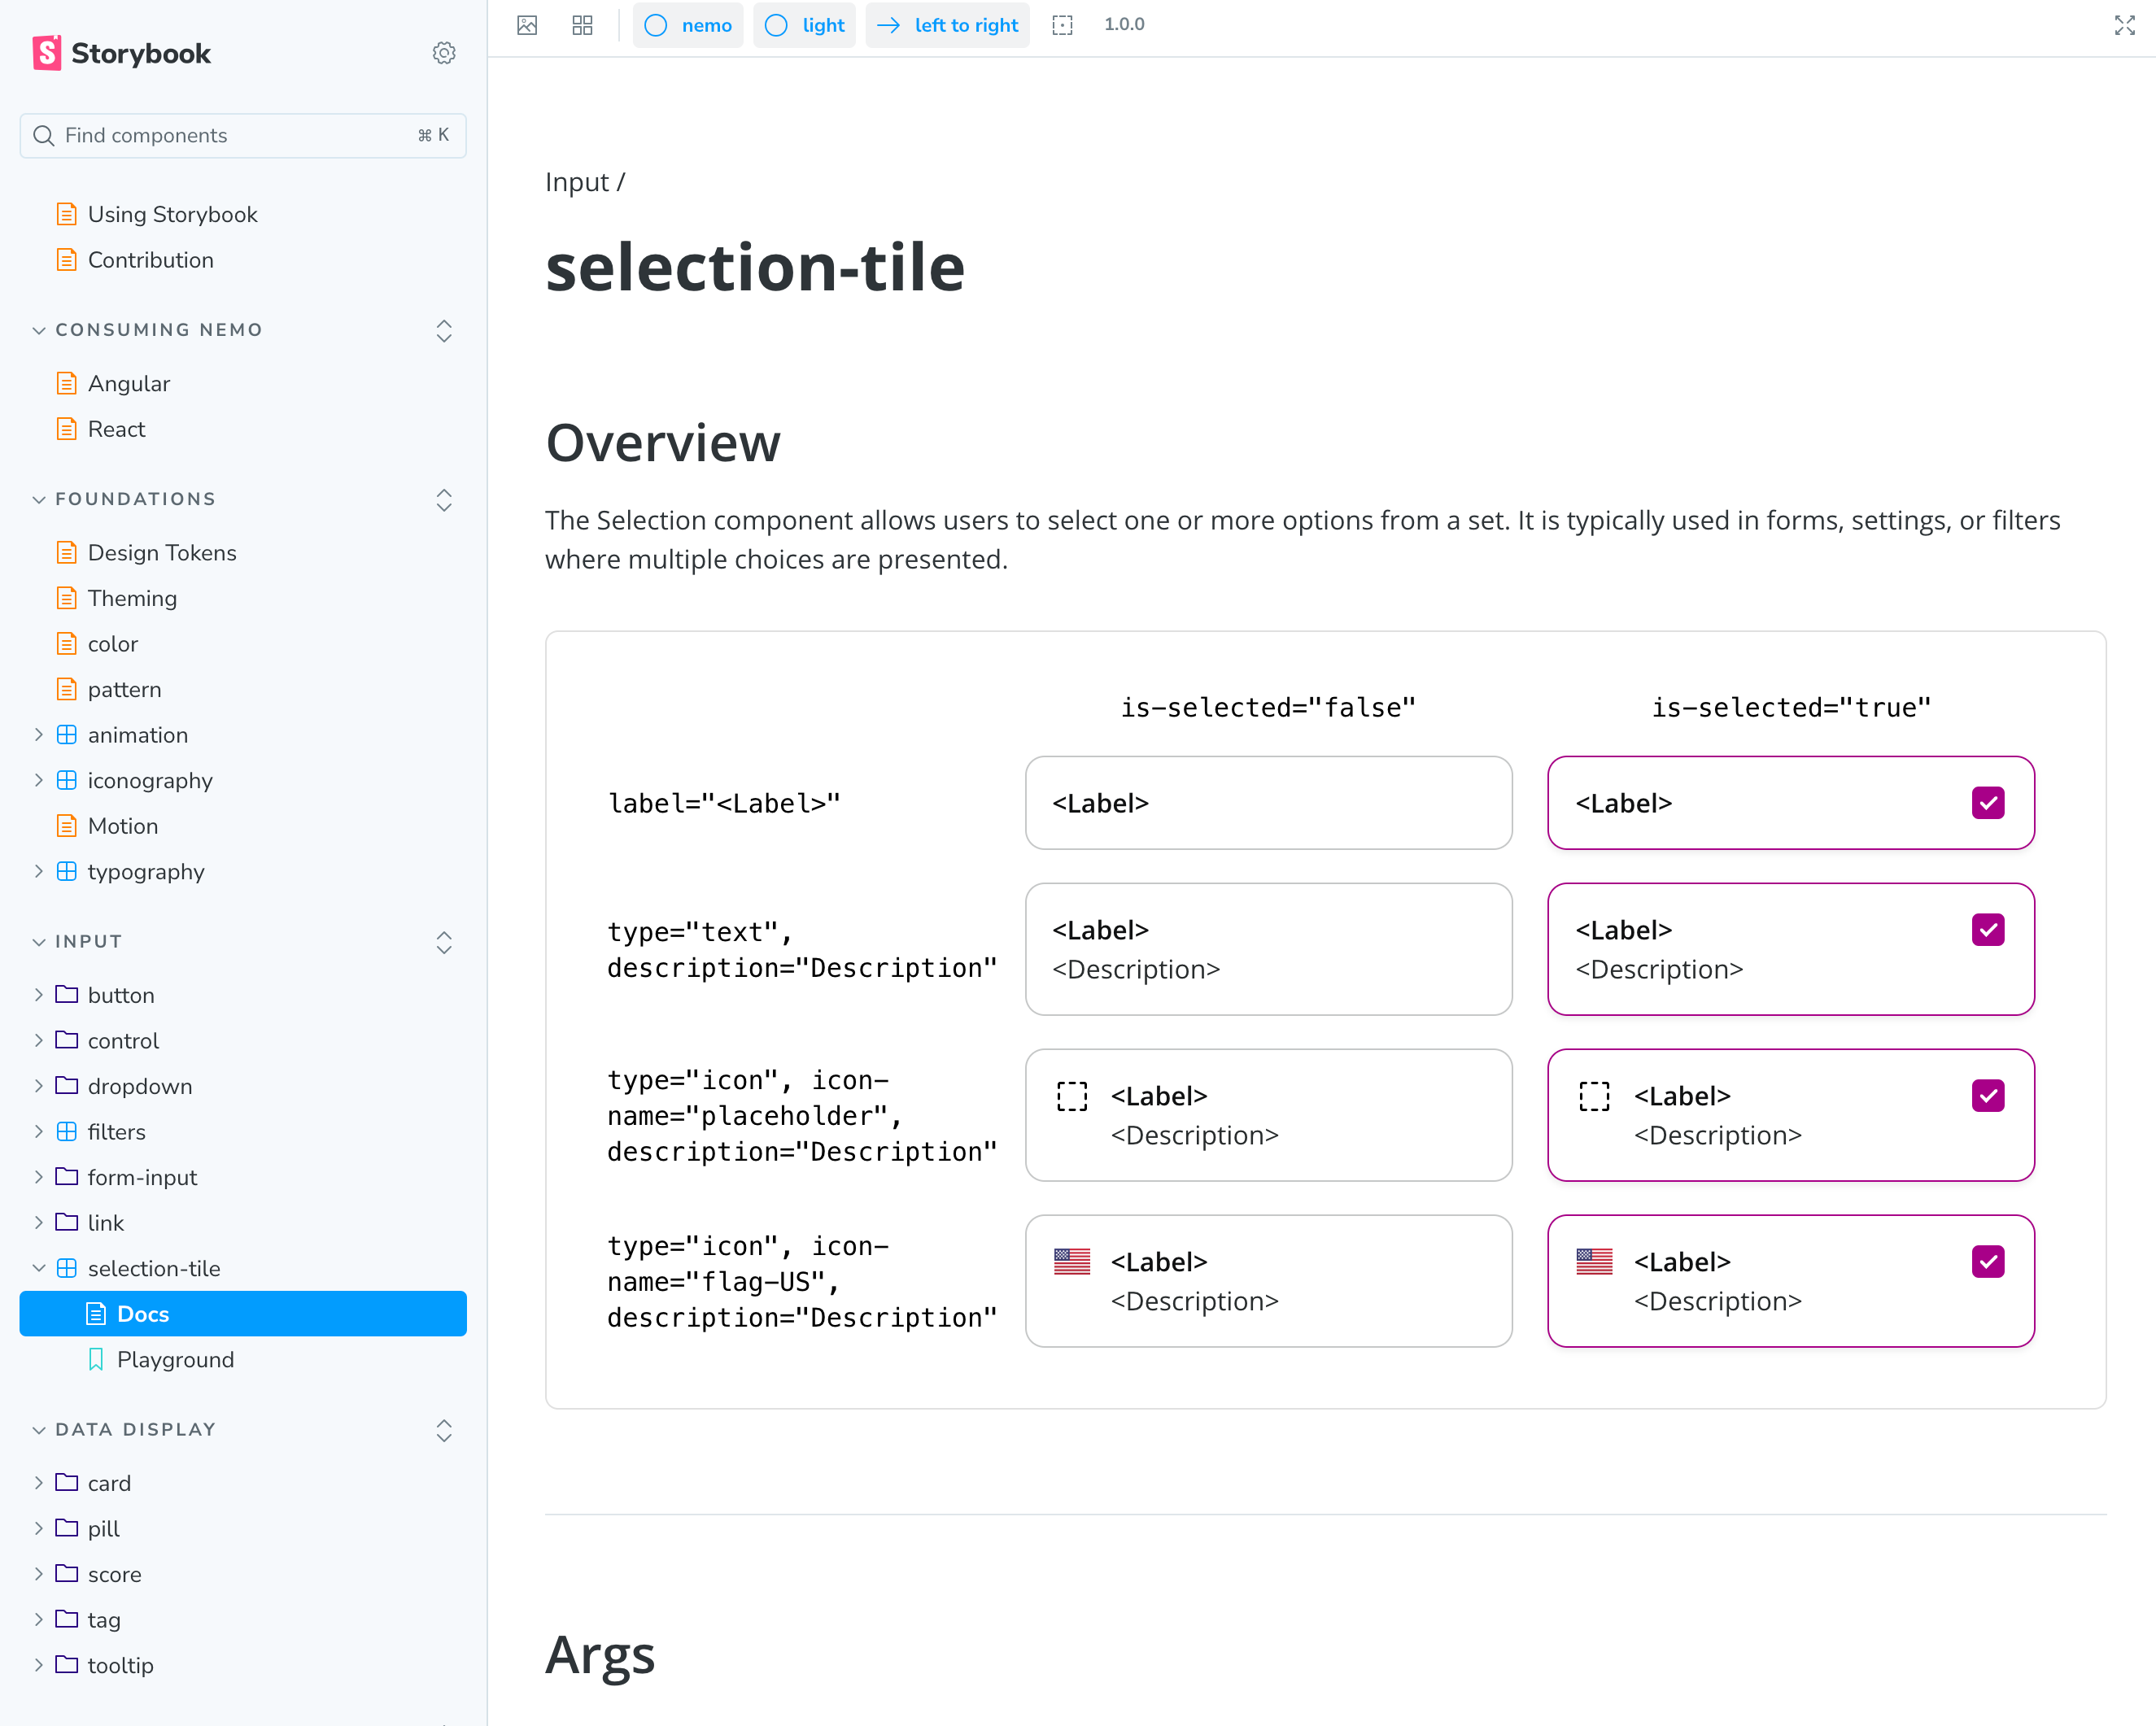 Storybook
Find components
⌘ K
Using Storybook
Contribution
CONSUMING NEMO
Angular
React
FOUNDATIONS
Design Tokens
Theming
color
pattern
animation
iconography
Motion
typography
INPUT
button
control
dropdown
filters
form-input
link
selection-tile
Docs
Playground
DATA DISPLAY
card
pill
score
tag
tooltip
nemo
light
left to right
1.0.0
Input /
selection-tile
Overview
The Selection component allows users to select one or more options from a set. It is typically used in forms, settings, or filters
where multiple choices are presented.
is-selected="false"
is-selected="true"
label="<Label>"
<Label>
<Label>
type="text",
description="Description"
<Label>
<Description>
<Label>
<Description>
type="icon", icon-
name="placeholder",
description="Description"
<Label>
<Description>
<Label>
<Description>
type="icon", icon-
name="flag-US",
description="Description"
<Label>
<Description>
<Label>
<Description>
Args